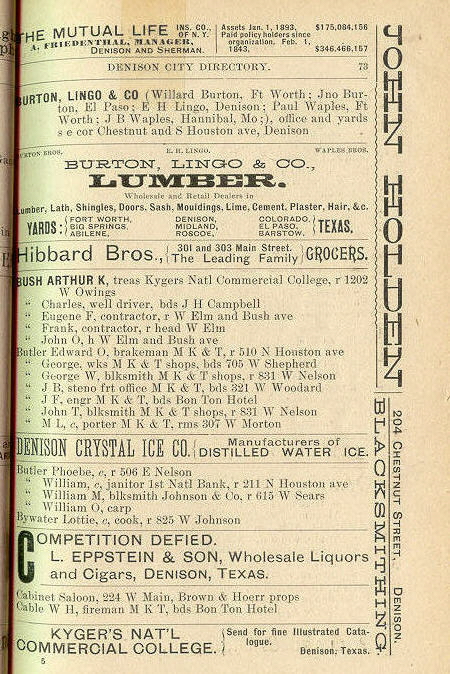 THE MUTUAL LIFE INS. CO., OF N. Y.
A. FRIEDENTHAL, MANAGER,
DENISON AND SHERMAN.
Assets Jan. 1, 1893, $175,084,156
Paid policy holders since
organization. Feb. 1,
1843, $346,466,157
DENISON CITY DIRECTORY. 73
BURTON, LINGO & CO (Willard Burton, Ft Worth; Jno Bur-
ton, El Paso; E H Lingo, Denison; Paul Waples, Ft
Worth; J B Waples, Hannibal, Mo;), office and yards
s e cor Chestnut and S Houston ave, Denison
BURTON BROS. E. H. LINGO. WAPLES BROS.
BURTON, LINGO & CO.,
LUMBER.
Wholesale and Retail Dealers in
Lumber, Lath, Shingles, Doors, Sash, Mouldings, Lime, Cement, Plaster, Hair, &c.
YARDS: FORT WORTH, DENISON, COLORADO,
BIG SPRINGS, MIDLAND, EL PASO, TEXAS,
ABILENE, ROSCOE, BARSTOW.
Hibbard Bros., 301 and 303 Main Street. The Leading Family GROCERS.
BUSH ARTHUR K, treas Kygers Natl Commercial College, r 1202
W Owings
" Charles, well driver, bds J H Campbell
" Eugene F, contractor, r W Elm and Bush ave
" Frank, contractor, r head W Elm
" John O, h W Elm and Bush ave
Butler Edward O, brakeman M K & T, r 510 N Houston ave
" George, wks M K & T shops, bds 705 W Shepherd
" George W, blksmith M K & T shops, r 831 W Nelson
" J B, steno frt office M K & T, bds 321 W Woodard
" J F, engr M K & T, bds Bon Ton Hotel
" John T, blksmith M K & T shops, r 831 W Nelson
" M L, c, porter M K & T, rms 307 W Morton
DENISON CRYSTAL ICE CO. Manufacturers of
DISTILLED WATER ICE.
Butler Phoebe, c, r 506 E Nelson
" William, c, janitor 1st Natl Bank, r 211 N Houston ave
" William M, blksmith Johnson & Co, r 615 W Sears
" William O, carp
Bywater Lottie, c, cook, r 825 W Johnson
COMPETITION DEFIED.
L. EPPSTEIN & SON, Wholesale Liquors
and Cigars, DENISON, TEXAS.
Cabinet Saloon, 224 W Main, Brown & Hoerr props
Cable W H, fireman M K T, bds Bon Ton Hotel
KYGER'S NAT'L
COMMERCIAL COLLEGE.
Send for fine Illustrated Cata-
logue.
Denison, Texas.
5
JOHN HOLDEN
BLACKSMITHING.
204 CHESTNUT STREET. DENISON.